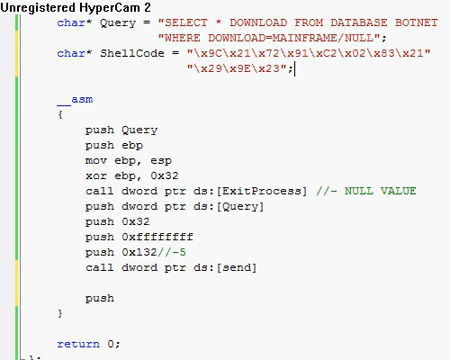 Unregistered HyperCam 2
char* Query = "SELECT * DOWNLOAD FROM DATABASE BOTNET
"WHERE DOWNLOAD=MAINFRAME/NULL";
char* ShellCode = "\x9C\x21\x72\x91\xC2\x02\x83\x21"
"\x29\x9E\x23";
__asm
{
push Query
push ebp
mov ebp, esp
xor ebp, 0x32
call dword ptr ds:[ExitProcess] //- NULL VALUE
push dword ptr ds:[Query]
push 0x32
push 0xffffffff
push 0x132//-5
call dword ptr ds:[send]
push
}
return 0;
};